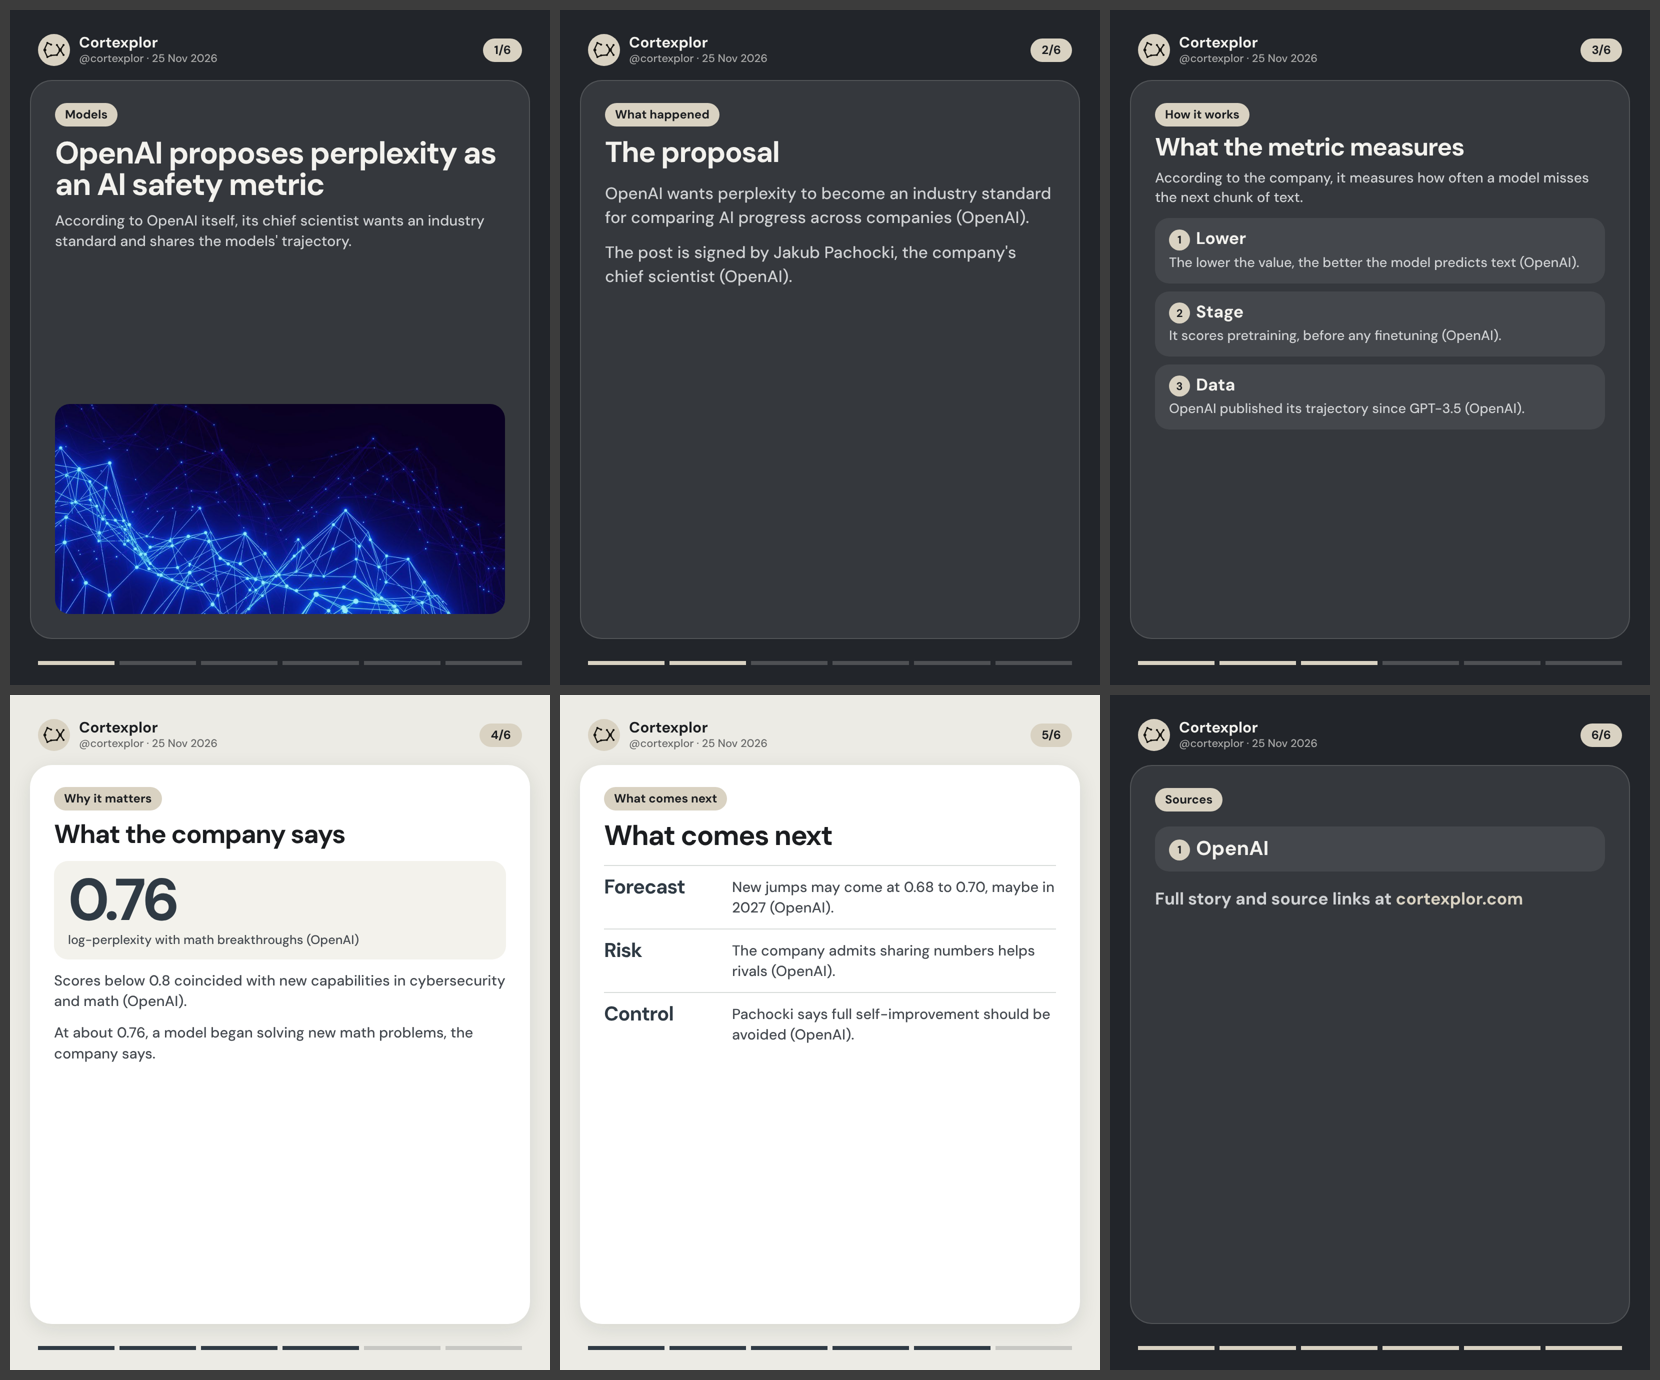 Cortexplor
@cortexplor · 25 Nov 2026
1/6
Models
OpenAI proposes perplexity as
an AI safety metric
According to OpenAI itself, its chief scientist wants an industry
standard and shares the models' trajectory.
Cortexplor
@cortexplor · 25 Nov 2026
2/6
What happened
The proposal
OpenAI wants perplexity to become an industry standard
for comparing AI progress across companies (OpenAI).
The post is signed by Jakub Pachocki, the company's
chief scientist (OpenAI).
Cortexplor
@cortexplor · 25 Nov 2026
3/6
How it works
What the metric measures
According to the company, it measures how often a model misses
the next chunk of text.
1 Lower
The lower the value, the better the model predicts text (OpenAI).
2 Stage
It scores pretraining, before any finetuning (OpenAI).
3 Data
OpenAI published its trajectory since GPT-3.5 (OpenAI).
Cortexplor
@cortexplor · 25 Nov 2026
4/6
Why it matters
What the company says
0.76
log-perplexity with math breakthroughs (OpenAI)
Scores below 0.8 coincided with new capabilities in cybersecurity
and math (OpenAI).
At about 0.76, a model began solving new math problems, the
company says.
Cortexplor
@cortexplor · 25 Nov 2026
5/6
What comes next
What comes next
Forecast
New jumps may come at 0.68 to 0.70, maybe in
2027 (OpenAI).
Risk
The company admits sharing numbers helps
rivals (OpenAI).
Control
Pachocki says full self-improvement should be
avoided (OpenAI).
Cortexplor
@cortexplor · 25 Nov 2026
6/6
Sources
1 OpenAI
Full story and source links at cortexplor.com